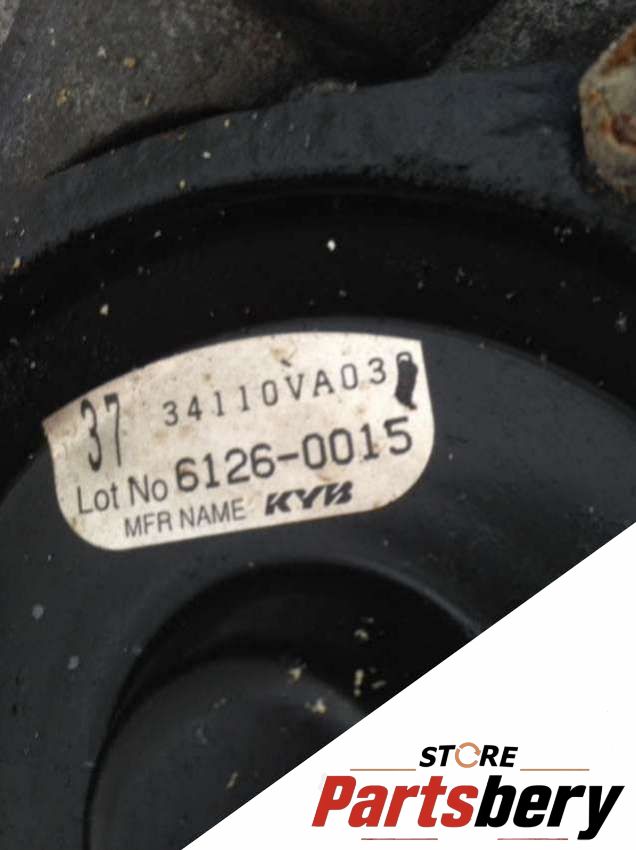 37 34110VA03
Lot No 6126-0015
MFR NAME KYB
STORE
Partsbery